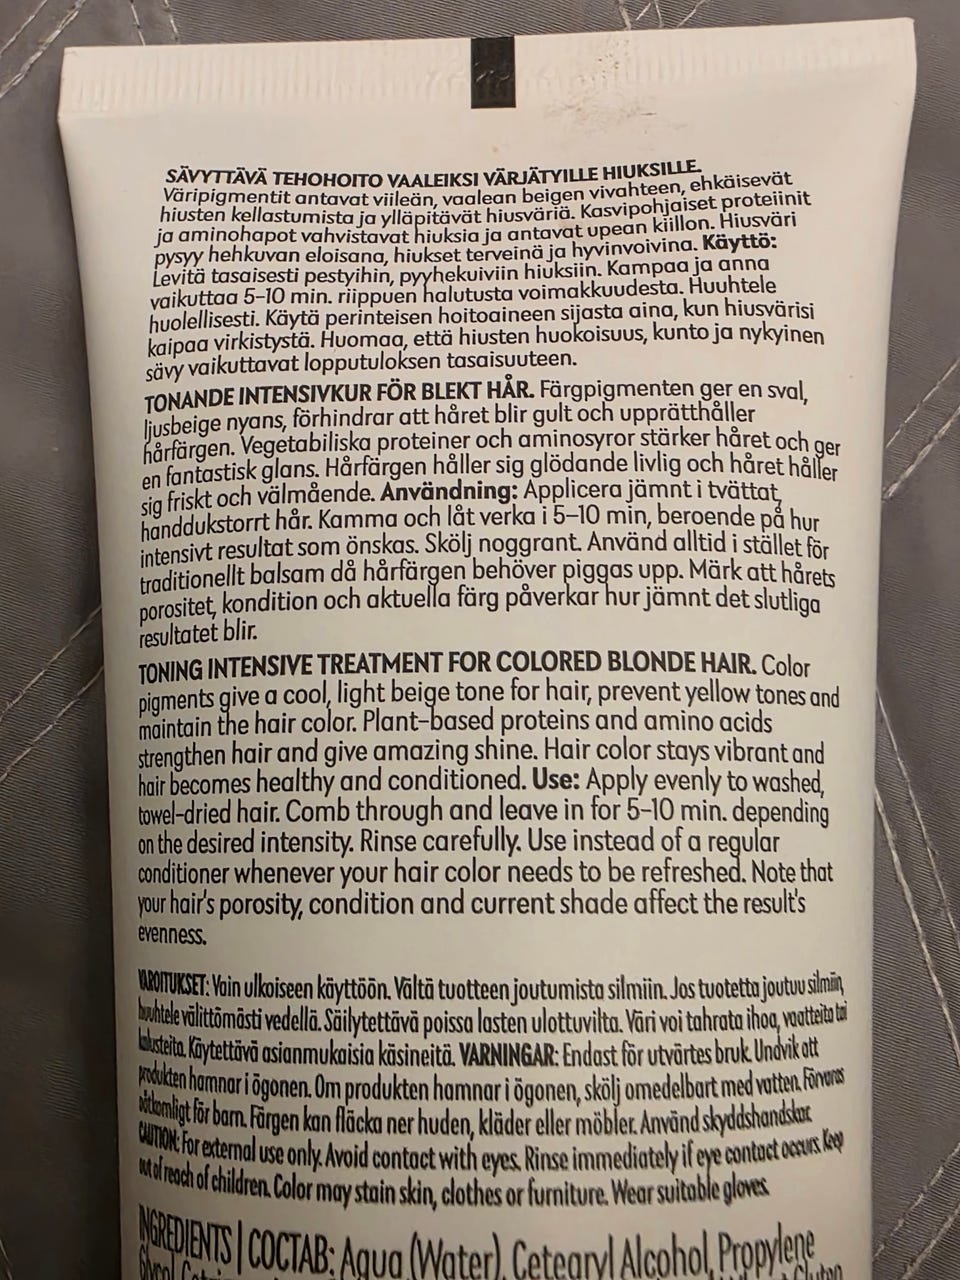 SÄVYTTÄVÄ TEHOHOITO VAALEIKSI VÄRJÄTYILLE HIUKSILLE.
Väripigmentit antavat viileän, vaalean beigen vivahteen, ehkäisevät
hiusten kellastumista ja ylläpitävät hiusväriä. Kasvipohjaiset proteiinit
ja aminohapot vahvistavat hiuksia ja antavat upean kiillon. Hiusväri
pysyy hehkuvan eloisana, hiukset terveinä ja hyvinvoivina. Käyttö:
Levitä tasaisesti pestyihin, pyyhekuiviin hiuksiin. Kampaa ja anna
vaikuttaa 5–10 min. riippuen halutusta voimakkuudesta. Huuhtele
huolellisesti. Käytä perinteisen hoitoaineen sijasta aina, kun hiusvärisi
kaipaa virkistystä. Huomaa, että hiusten huokoisuus, kunto ja nykyinen
sävy vaikuttavat lopputuloksen tasaisuuteen.
TONANDE INTENSIVKUR FÖR BLEKT HÅR. Färgpigmenten ger en sval,
ljusbeige nyans, förhindrar att håret blir gult och upprätthåller
hårfärgen. Vegetabiliska proteiner och aminosyror stärker håret och ger
en fantastisk glans. Hårfärgen håller sig glödande livlig och håret håller
sig friskt och välmående. Användning: Applicera jämnt i tvättat,
handdukstorrt hår. Kamma och låt verka i 5–10 min, beroende på hur
intensivt resultat som önskas. Skölj noggrant. Använd alltid i stället för
traditionellt balsam då hårfärgen behöver piggas upp. Märk att hårets
porositet, kondition och aktuella färg påverkar hur jämnt det slutliga
resultatet blir.
TONING INTENSIVE TREATMENT FOR COLORED BLONDE HAIR. Color
pigments give a cool, light beige tone for hair, prevent yellow tones and
maintain the hair color. Plant-based proteins and amino acids
strengthen hair and give amazing shine. Hair color stays vibrant and
hair becomes healthy and conditioned. Use: Apply evenly to washed,
towel-dried hair. Comb through and leave in for 5–10 min. depending
on the desired intensity. Rinse carefully. Use instead of a regular
conditioner whenever your hair color needs to be refreshed. Note that
your hair's porosity, condition and current shade affect the result's
evenness.
VAROITUKSET: Vain ulkoiseen käyttöön. Vältä tuotteen joutumista silmiin. Jos tuotetta joutuu silmiin,
huuhtele välittömästi vedellä. Säilytettävä poissa lasten ulottuvilta. Väri voi tahrata ihoa, vaatteita tai
kalusteita. Käytettävä asianmukaisia käsineitä. VARNINGAR: Endast för utvärtes bruk. Undvik att
produkten hamnar i ögonen. Om produkten hamnar i ögonen, skölj omedelbart med vatten. Förvaras
oåtkomligt för barn. Färgen kan fläcka ner huden, kläder eller möbler. Använd skyddshandskar.
CAUTION: For external use only. Avoid contact with eyes. Rinse immediately if eye contact occurs. Keep
out of reach of children. Color may stain skin, clothes or furniture. Wear suitable gloves.
INGREDIENTS | СОСТАВ: Aqua (Water), Cetearyl Alcohol, Propylene